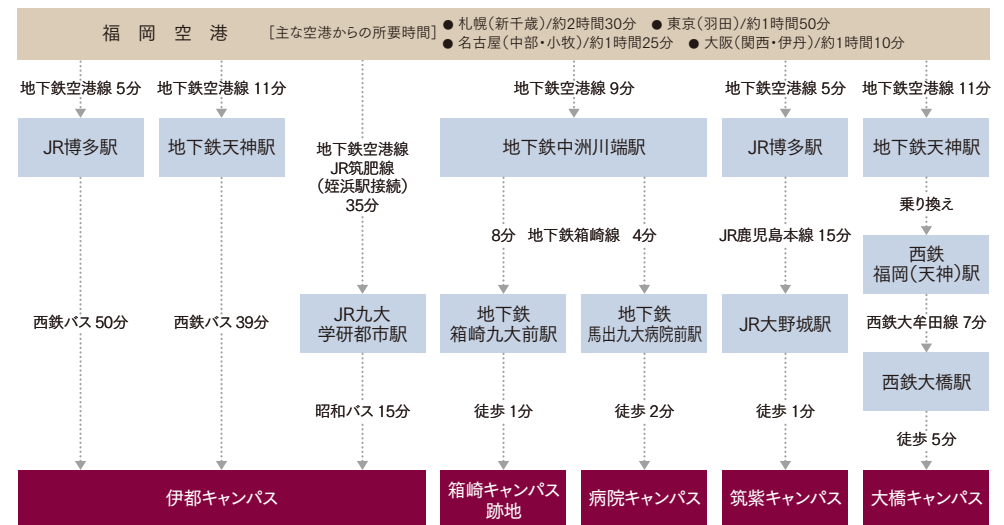 福岡空港 [主な空港からの所要時間] ● 札幌(新千歳)/約2時間30分 ● 東京(羽田)/約1時間50分
● 名古屋(中部・小牧)/約1時間25分 ● 大阪(関西・伊丹)/約1時間10分
地下鉄空港線 5分
地下鉄空港線 11分
地下鉄空港線 9分
地下鉄空港線 5分
地下鉄空港線 11分
JR博多駅
地下鉄天神駅
地下鉄空港線
JR筑肥線
(姪浜駅接続)
35分
地下鉄中洲川端駅
JR博多駅
地下鉄天神駅
乗り換え
8分 地下鉄箱崎線 4分
JR鹿児島本線 15分
西鉄
福岡(天神)駅
西鉄バス 50分
西鉄バス 39分
JR九大
学研都市駅
地下鉄
箱崎九大前駅
地下鉄
馬出九大病院前駅
JR大野城駅
西鉄大牟田線 7分
西鉄大橋駅
昭和バス 15分
徒歩 1分
徒歩 2分
徒歩 1分
徒歩 5分
伊都キャンパス
箱崎キャンパス
跡地
病院キャンパス
筑紫キャンパス
大橋キャンパス